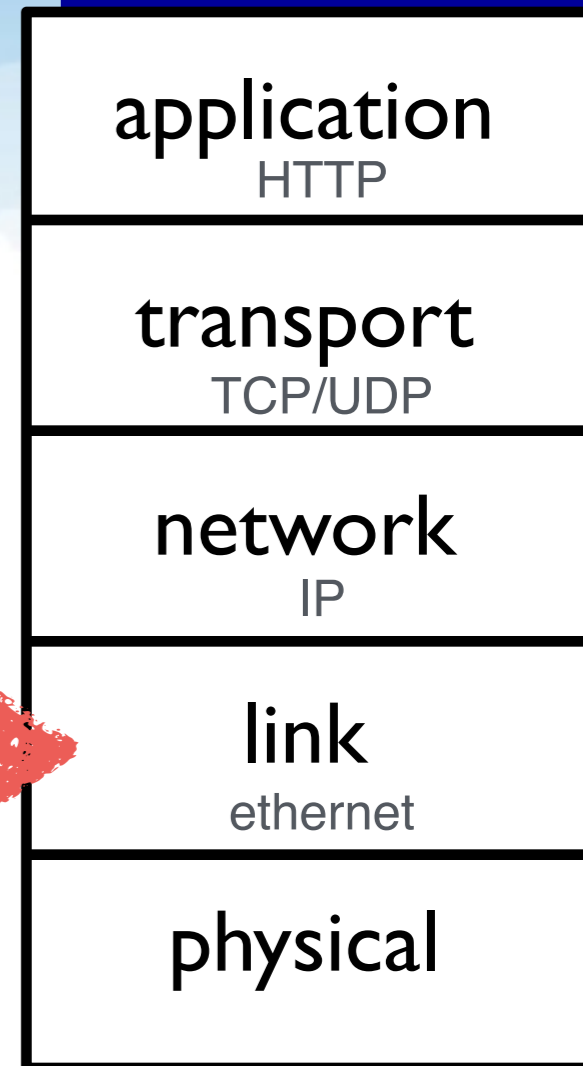 application
HTTP
transport
TCP/UDP
network
IP
link
ethernet
physical